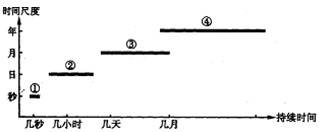 时间尺度
年
④
月
③
日
②
秒
①
几秒 几小时 几天 几月 持续时间